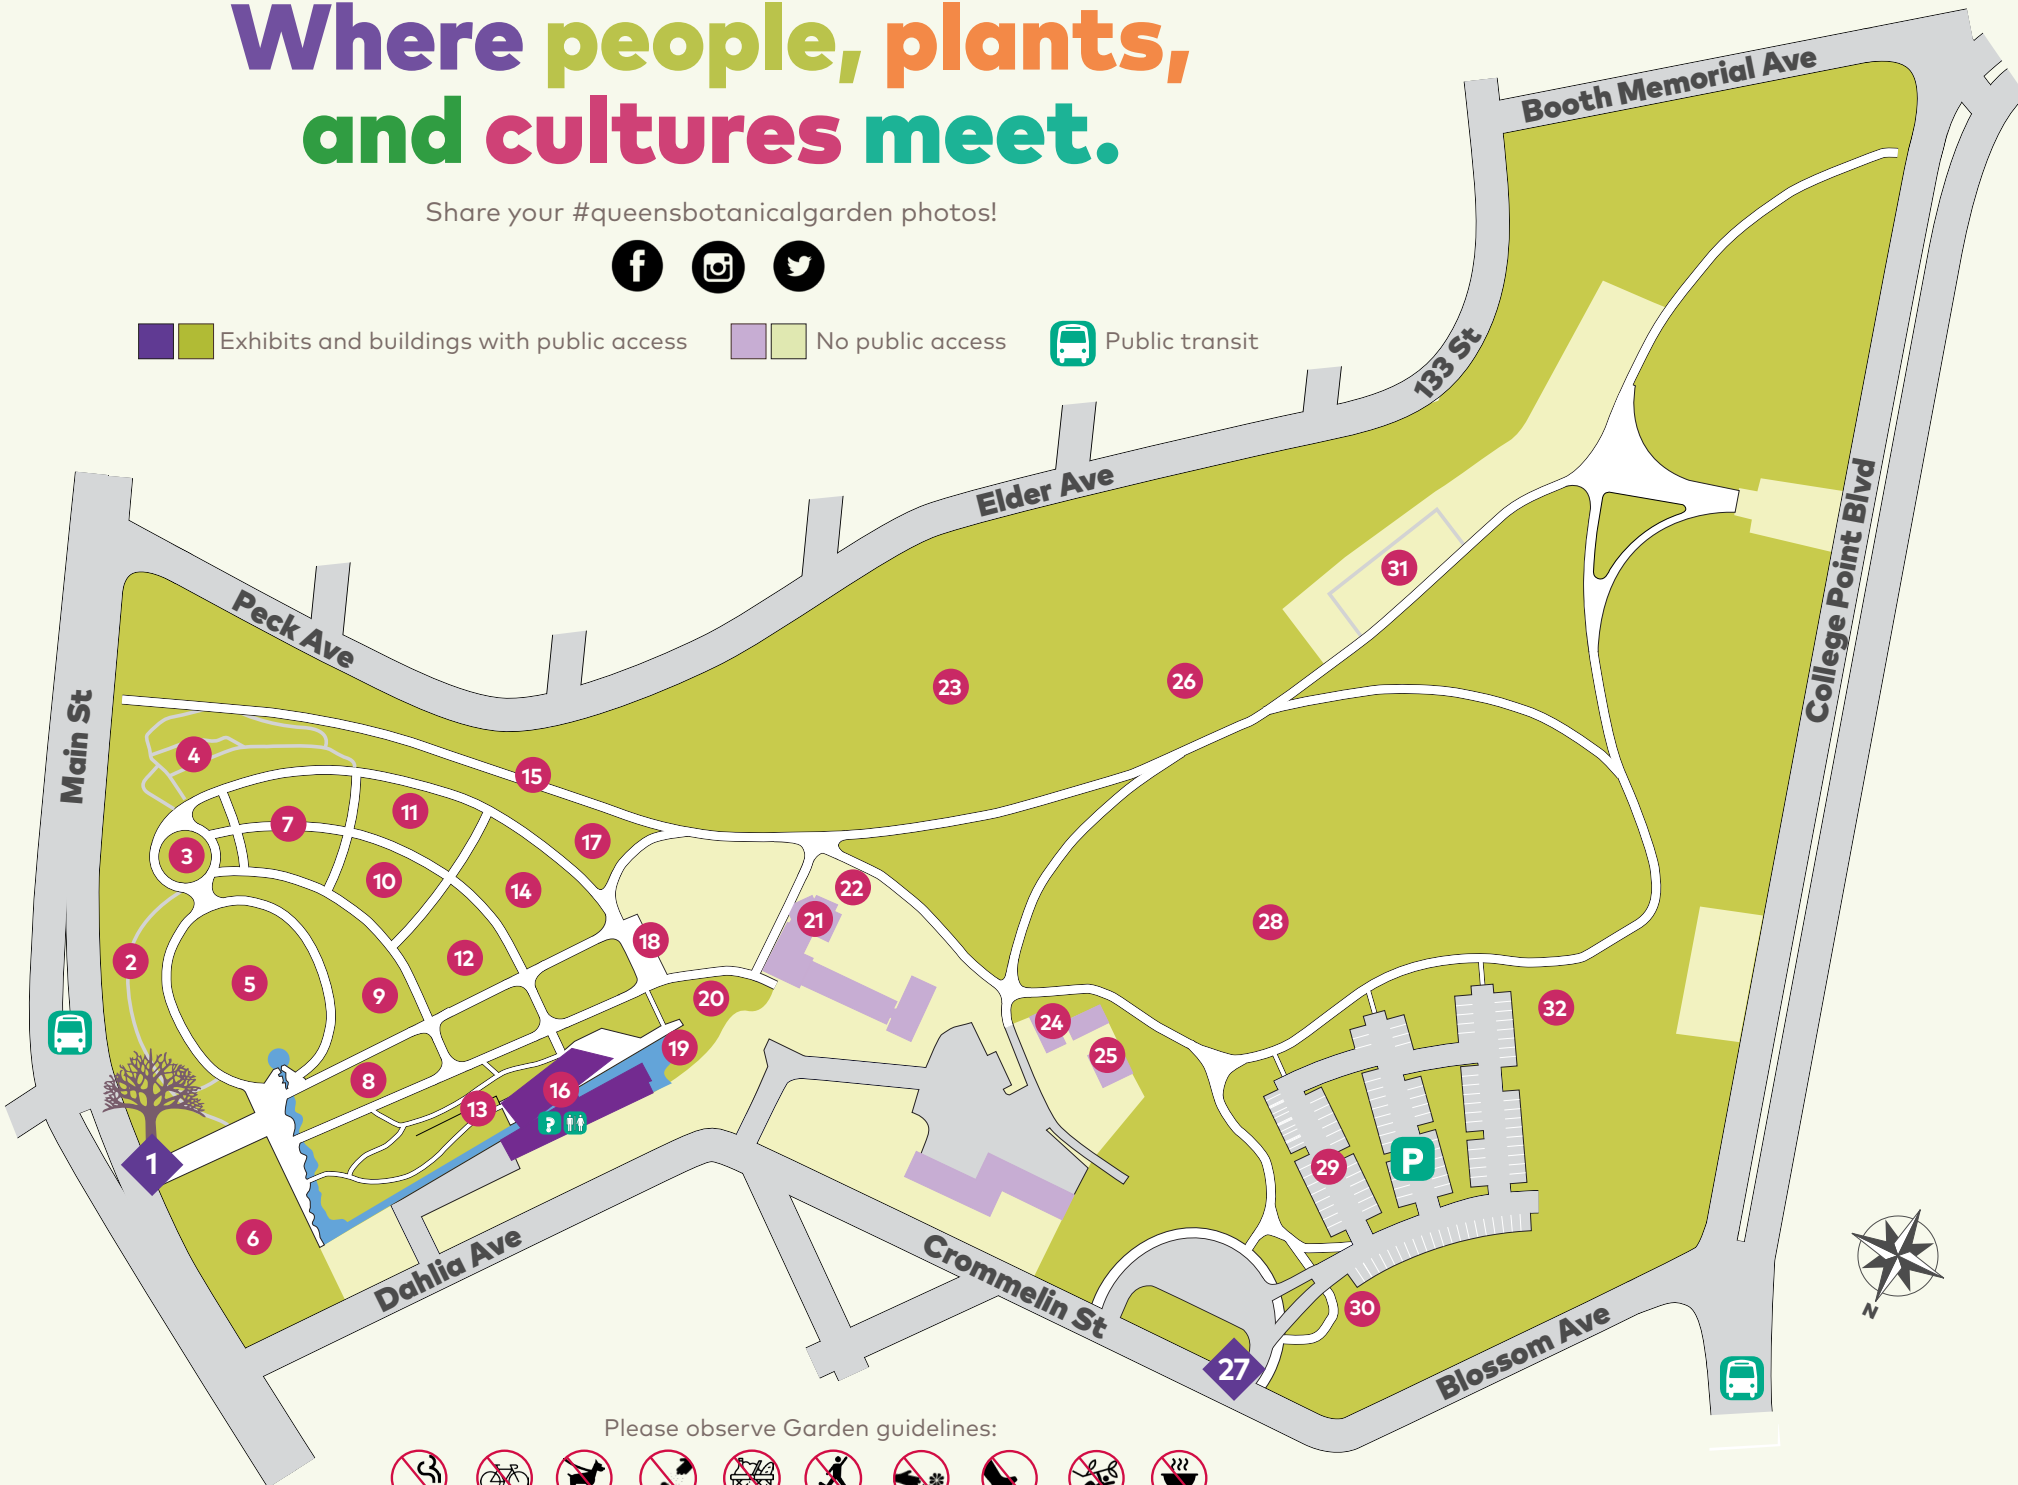 Where people, plants,
and cultures meet.
Share your #queensbotanicalgarden photos!
Exhibits and buildings with public access
No public access
Public transit
Booth Memorial Ave
133 St
Elder Ave
Peck Ave
Main St
College Point Blvd
Dahlia Ave
Crommelin St
Blossom Ave
31
23
26
4
15
11
7
17
3
10
14
22
21
18
28
2
5
12
9
20
24
32
19
25
8
16
13
?
1
29
P
6
30
27
N
Please observe Garden guidelines: